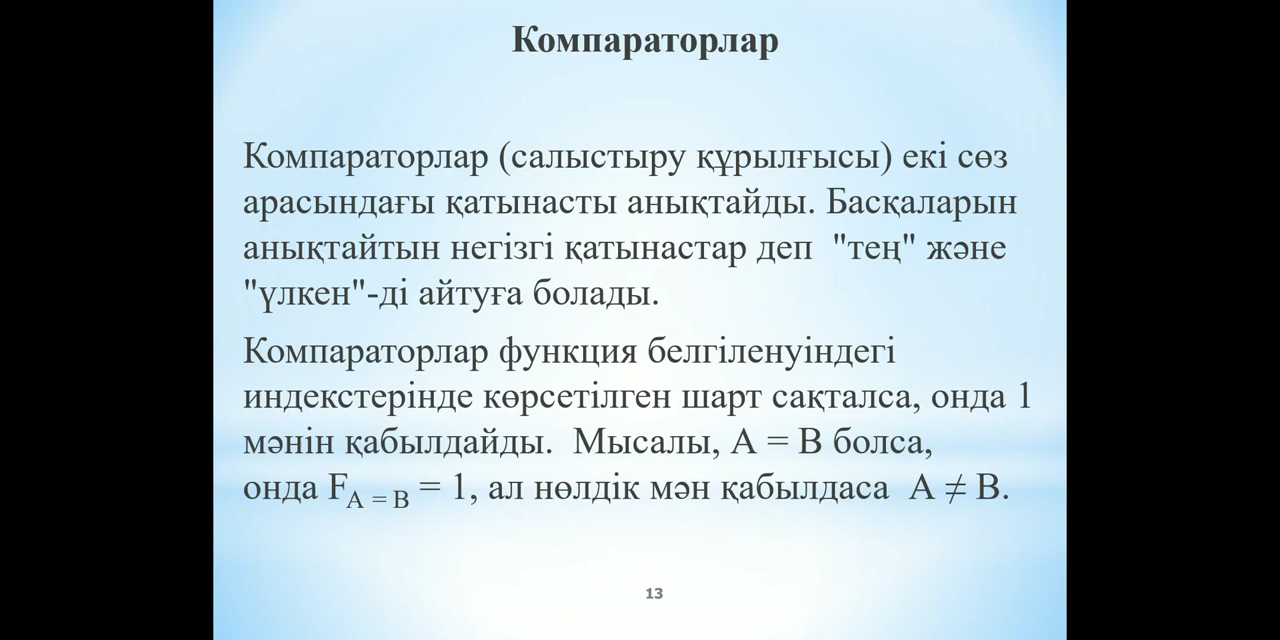 Компараторлар
Компараторлар (салыстыру құрылғысы) екі сөз
арасындағы қатынасты анықтайды. Басқаларын
анықтайтын негізгі қатынастар деп "тең" және
"үлкен"-ді айтуға болады.
Компараторлар функция белгіленуіндегі
индекстерінде көрсетілген шарт сақталса, онда 1
мәнін қабылдайды. Мысалы, A = B болса,
онда F_A = B = 1, ал нөлдік мән қабылдаса A ≠ B.
13